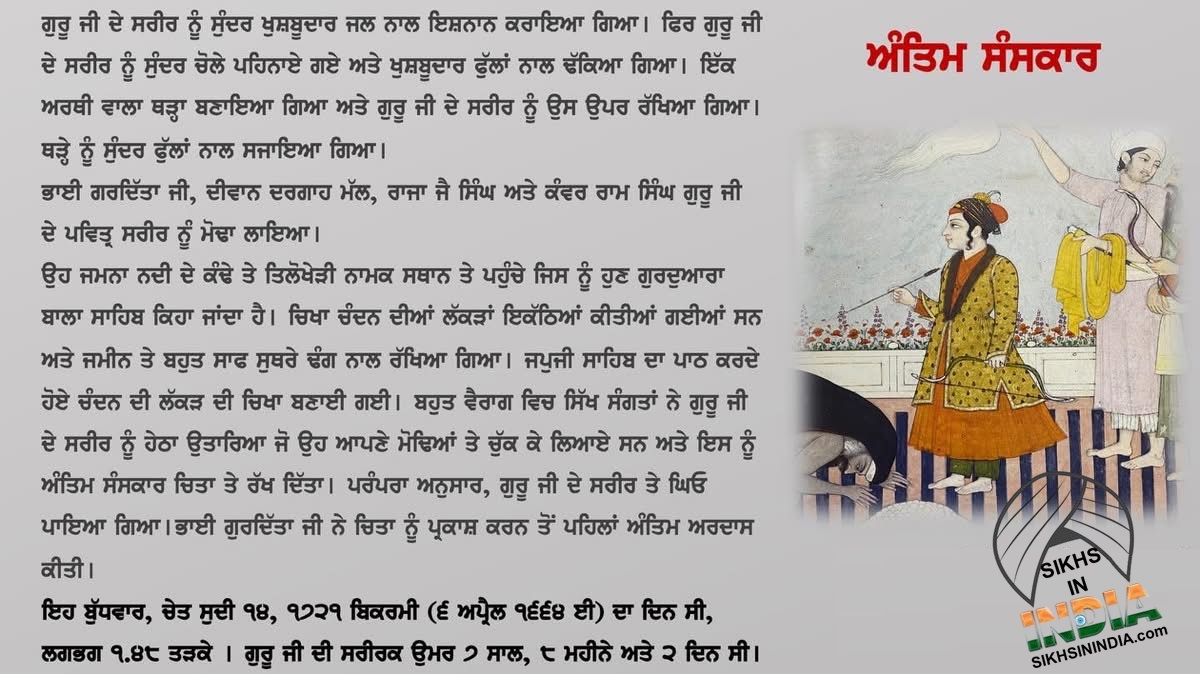 ਅੰਤਿਮ ਸੰਸਕਾਰ
ਗੁਰੂ ਜੀ ਦੇ ਸਰੀਰ ਨੂੰ ਸੁੰਦਰ ਖੁਸ਼ਬੂਦਾਰ ਜਲ ਨਾਲ ਇਸ਼ਨਾਨ ਕਰਾਇਆ ਗਿਆ। ਫਿਰ ਗੁਰੂ ਜੀ
ਦੇ ਸਰੀਰ ਨੂੰ ਸੁੰਦਰ ਚੋਲੇ ਪਹਿਨਾਏ ਗਏ ਅਤੇ ਖੁਸ਼ਬੂਦਾਰ ਫੁੱਲਾਂ ਨਾਲ ਢੱਕਿਆ ਗਿਆ। ਇੱਕ
ਅਰਥੀ ਵਾਲਾ ਥੜ੍ਹਾ ਬਣਾਇਆ ਗਿਆ ਅਤੇ ਗੁਰੂ ਜੀ ਦੇ ਸਰੀਰ ਨੂੰ ਉਸ ਉਪਰ ਰੱਖਿਆ ਗਿਆ।
ਥੜ੍ਹੇ ਨੂੰ ਸੁੰਦਰ ਫੁੱਲਾਂ ਨਾਲ ਸਜਾਇਆ ਗਿਆ।
ਭਾਈ ਗਰਦਿੱਤਾ ਜੀ, ਦੀਵਾਨ ਦਰਗਾਹ ਮੱਲ, ਰਾਜਾ ਜੈ ਸਿੰਘ ਅਤੇ ਕੰਵਰ ਰਾਮ ਸਿੰਘ ਗੁਰੂ ਜੀ
ਦੇ ਪਵਿਤ੍ਰ ਸਰੀਰ ਨੂੰ ਮੋਢਾ ਲਾਇਆ।
ਉਹ ਜਮਨਾ ਨਦੀ ਦੇ ਕੰਢੇ ਤੇ ਤਿਲੋਖੇੜੀ ਨਾਮਕ ਸਥਾਨ ਤੇ ਪਹੁੰਚੇ ਜਿਸ ਨੂੰ ਹੁਣ ਗੁਰਦੁਆਰਾ
ਬਾਲਾ ਸਾਹਿਬ ਕਿਹਾ ਜਾਂਦਾ ਹੈ। ਚਿਖਾ ਚੰਦਨ ਦੀਆਂ ਲੱਕੜਾਂ ਇਕੱਠਿਆਂ ਕੀਤੀਆਂ ਗਈਆਂ ਸਨ
ਅਤੇ ਜਮੀਨ ਤੇ ਬਹੁਤ ਸਾਫ ਸੁਥਰੇ ਢੰਗ ਨਾਲ ਰੱਖਿਆ ਗਿਆ। ਜਪੁਜੀ ਸਾਹਿਬ ਦਾ ਪਾਠ ਕਰਦੇ
ਹੋਏ ਚੰਦਨ ਦੀ ਲੱਕੜ ਦੀ ਚਿਖਾ ਬਣਾਈ ਗਈ। ਬਹੁਤ ਵੈਰਾਗ ਵਿਚ ਸਿੱਖ ਸੰਗਤਾਂ ਨੇ ਗੁਰੂ ਜੀ
ਦੇ ਸਰੀਰ ਨੂੰ ਹੇਠਾ ਉਤਾਰਿਆ ਜੋ ਉਹ ਆਪਣੇ ਮੋਢਿਆਂ ਤੇ ਚੁੱਕ ਕੇ ਲਿਆਏ ਸਨ ਅਤੇ ਇਸ ਨੂੰ
ਅੰਤਿਮ ਸੰਸਕਾਰ ਚਿਤਾ ਤੇ ਰੱਖ ਦਿੱਤਾ। ਪਰੰਪਰਾ ਅਨੁਸਾਰ, ਗੁਰੂ ਜੀ ਦੇ ਸਰੀਰ ਤੇ ਘਿਓ
ਪਾਇਆ ਗਿਆ।ਭਾਈ ਗੁਰਦਿੱਤਾ ਜੀ ਨੇ ਚਿਤਾ ਨੂੰ ਪ੍ਰਕਾਸ਼ ਕਰਨ ਤੋਂ ਪਹਿਲਾਂ ਅੰਤਿਮ ਅਰਦਾਸ
ਕੀਤੀ।
ਇਹ ਬੁੱਧਵਾਰ, ਚੇਤ ਸੁਦੀ ੧੪, ੧੭੨੧ ਬਿਕਰਮੀ (੬ ਅਪ੍ਰੈਲ ੧੬੬੪ ਈ) ਦਾ ਦਿਨ ਸੀ,
ਲਗਭਗ ੧.੪੮ ਤੜਕੇ । ਗੁਰੂ ਜੀ ਦੀ ਸਰੀਰਕ ਉਮਰ ੭ ਸਾਲ, ੮ ਮਹੀਨੇ ਅਤੇ ੨ ਦਿਨ ਸੀ।
SIKHS
IN
INDIA
SIKHSININDIA.com